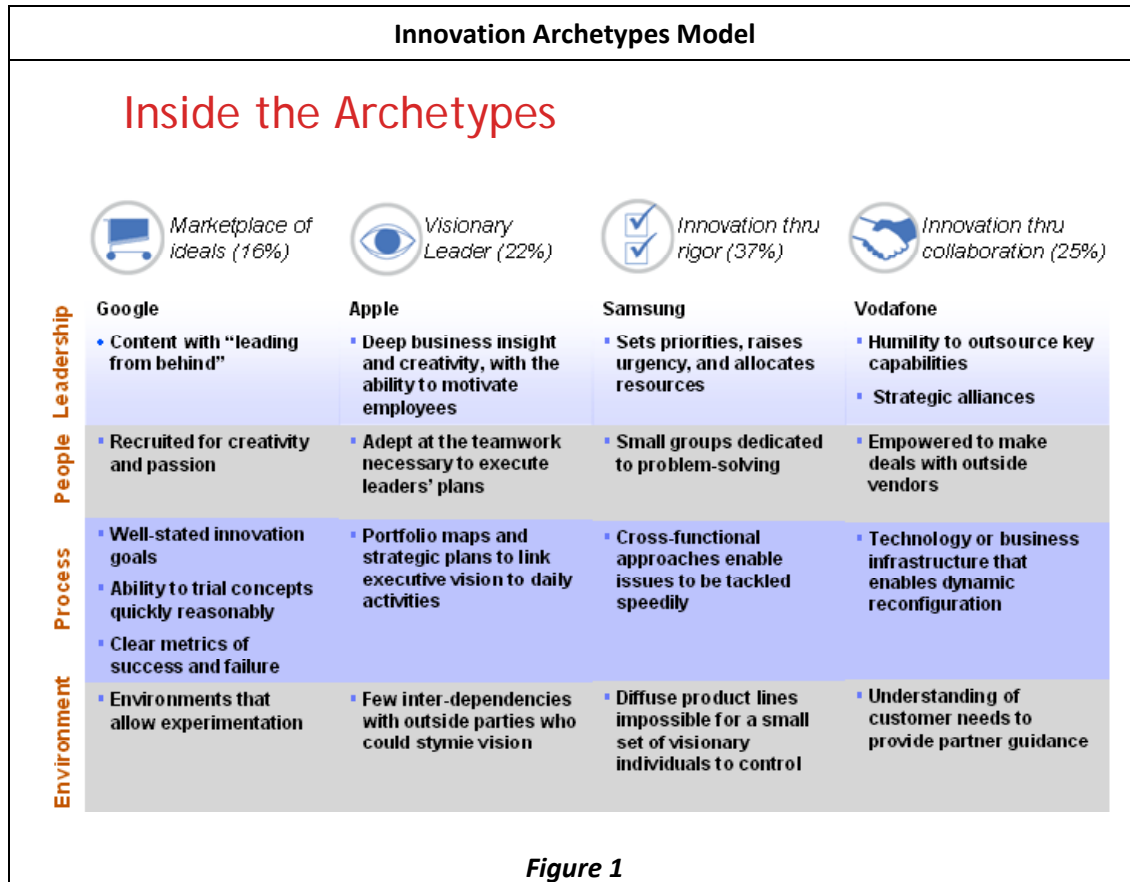 Innovation Archetypes Model
Inside the Archetypes
Marketplace of
ideals (16%)
Visionary
Leader (22%)
Innovation thru
rigor (37%)
Innovation thru
collaboration (25%)
Leadership
Google
• Content with “leading
from behind”
Apple
▪ Deep business insight
and creativity, with the
ability to motivate
employees
Samsung
▪ Sets priorities, raises
urgency, and allocates
resources
Vodafone
▪ Humility to outsource key
capabilities
▪ Strategic alliances
People
▪ Recruited for creativity
and passion
▪ Adept at the teamwork
necessary to execute
leaders’ plans
▪ Small groups dedicated
to problem-solving
▪ Empowered to make
deals with outside
vendors
Process
▪ Well-stated innovation
goals
▪ Ability to trial concepts
quickly reasonably
▪ Clear metrics of
success and failure
▪ Portfolio maps and
strategic plans to link
executive vision to daily
activities
▪ Cross-functional
approaches enable
issues to be tackled
speedily
▪ Technology or business
infrastructure that
enables dynamic
reconfiguration
Environment
▪ Environments that
allow experimentation
▪ Few inter-dependencies
with outside parties who
could stymie vision
▪ Diffuse product lines
impossible for a small
set of visionary
individuals to control
▪ Understanding of
customer needs to
provide partner guidance
Figure 1